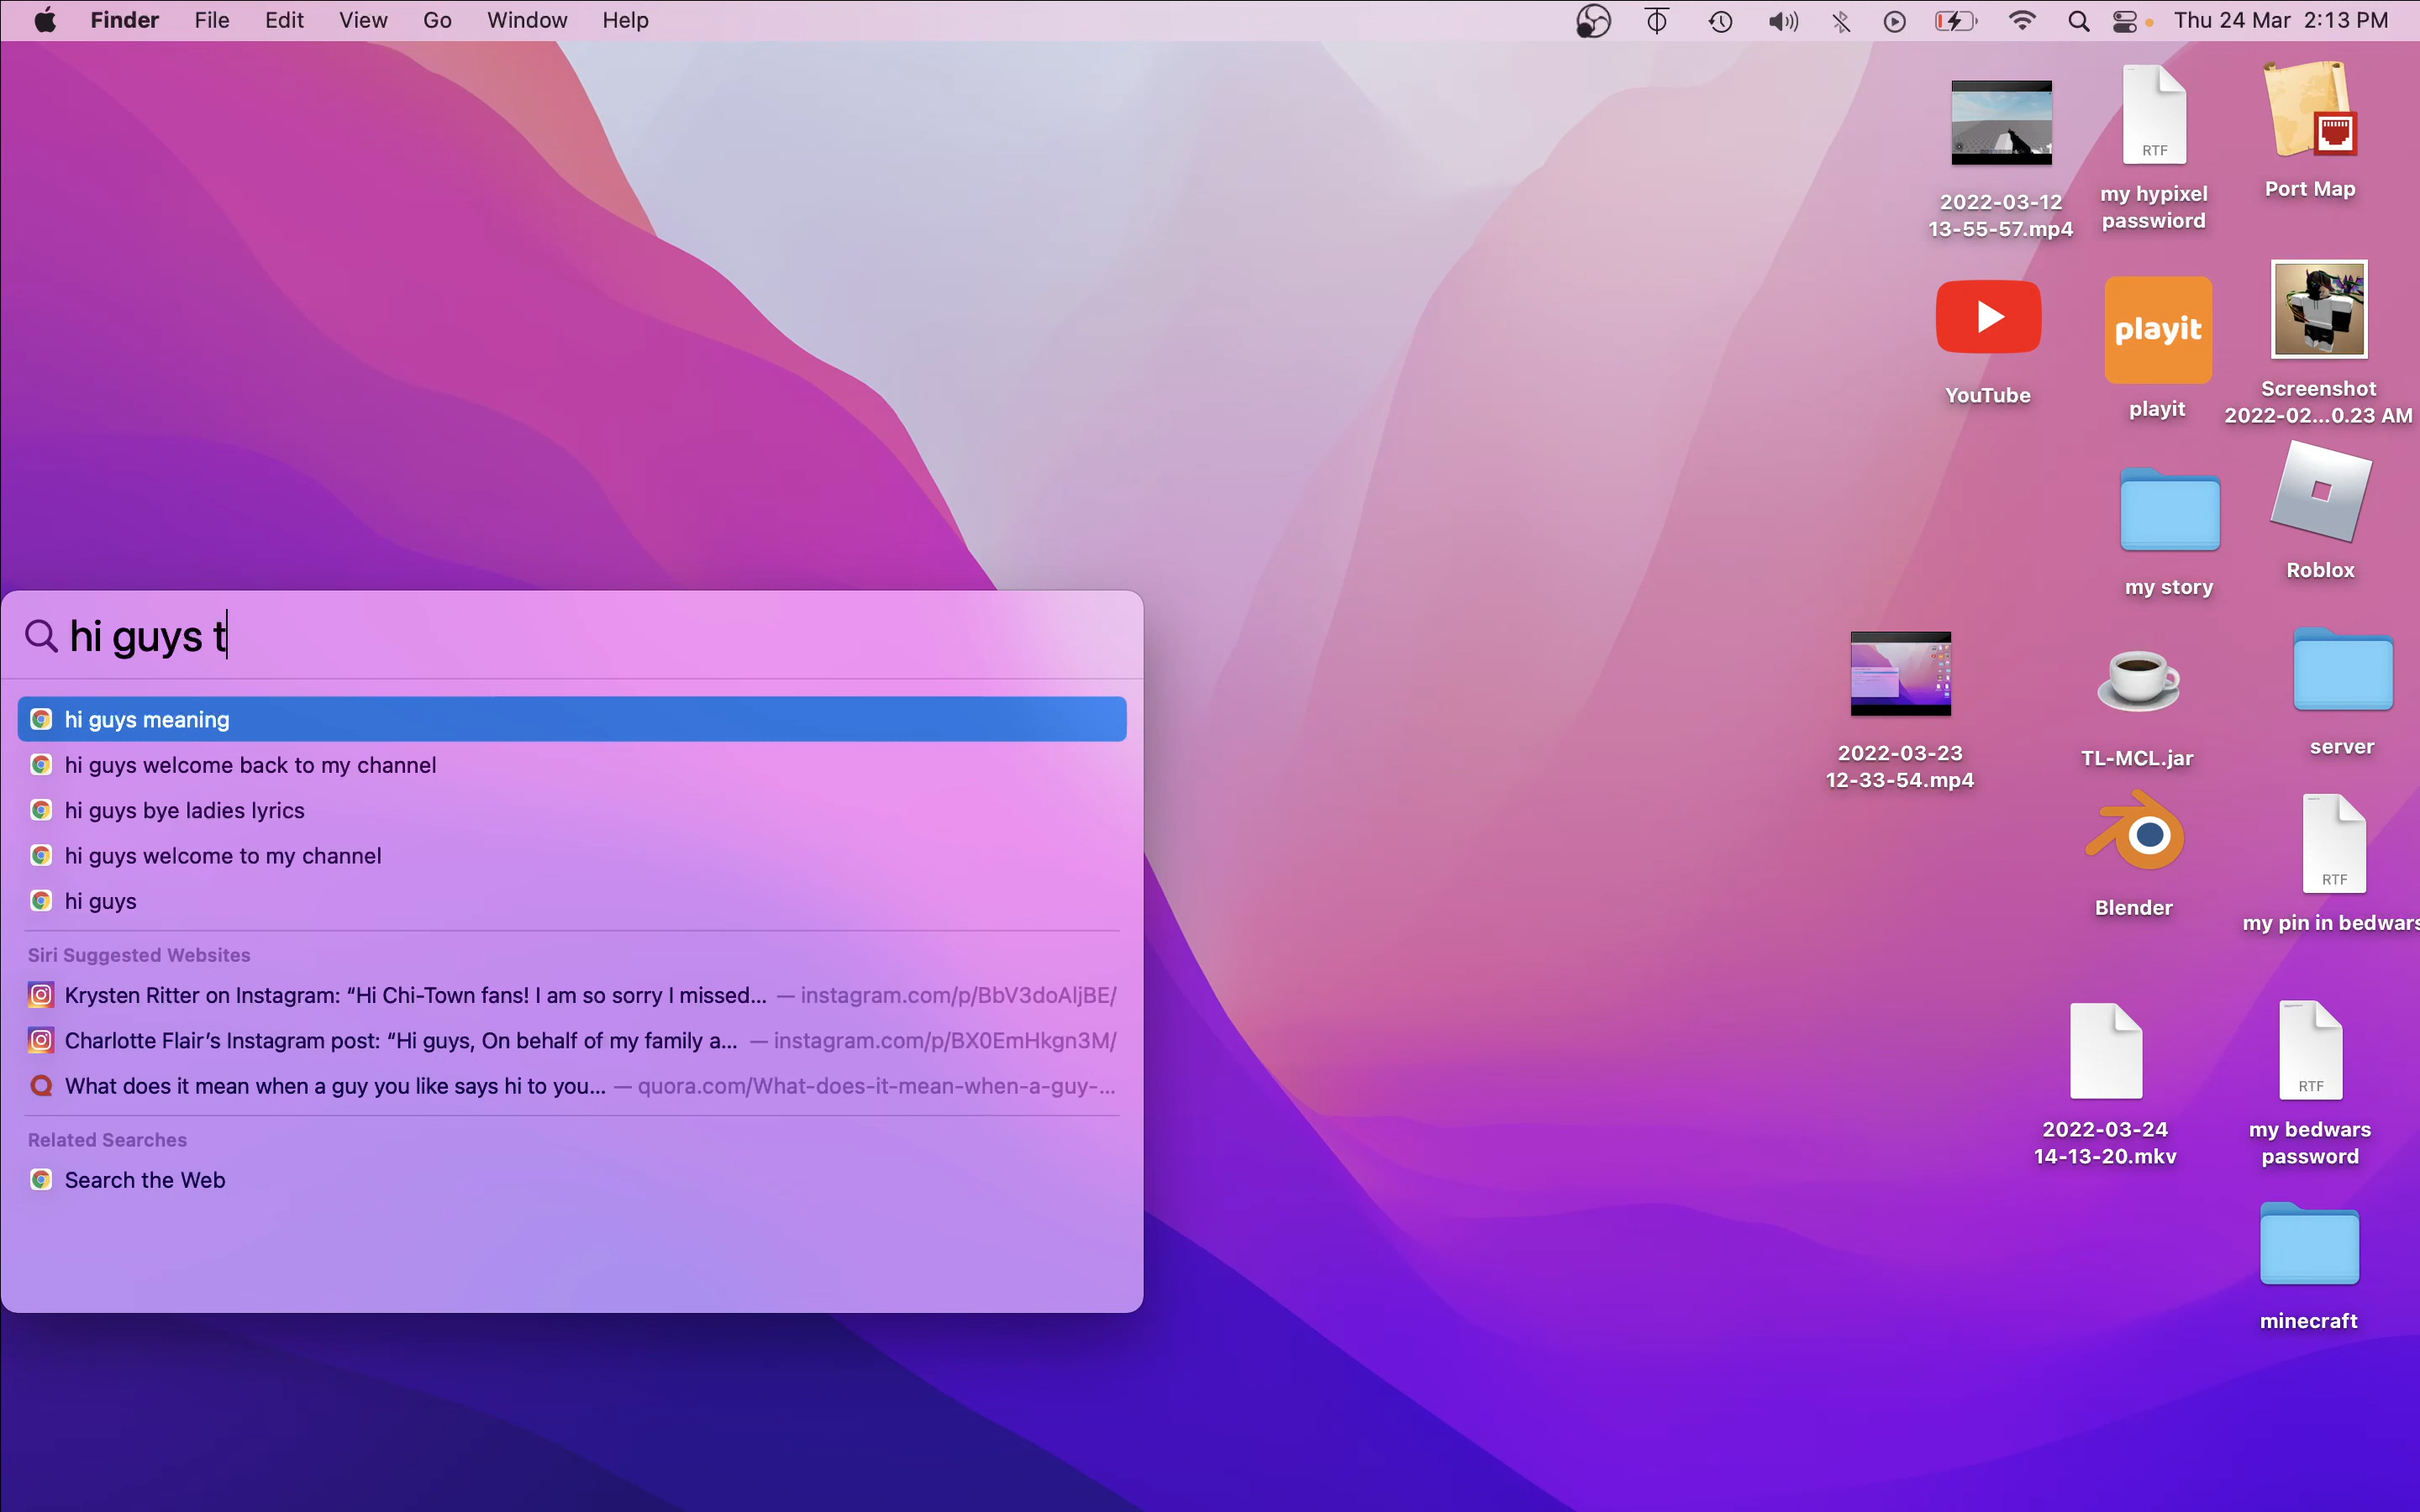 Finder File Edit View Go Window Help
Thu 24 Mar 2:13 PM
2022-03-12
13-55-57.mp4
RTF
my hypixel
passwiord
Port Map
YouTube
playit
playit
Screenshot
2022-02...0.23 AM
my story
Roblox
hi guys t
hi guys meaning
hi guys welcome back to my channel
hi guys bye ladies lyrics
hi guys welcome to my channel
hi guys
Siri Suggested Websites
Krysten Ritter on Instagram: “Hi Chi-Town fans! I am so sorry I missed... — instagram.com/p/BbV3doAljBE/
Charlotte Flair’s Instagram post: “Hi guys, On behalf of my family a... — instagram.com/p/BX0EmHkgn3M/
What does it mean when a guy you like says hi to you... — quora.com/What-does-it-mean-when-a-guy-...
Related Searches
Search the Web
2022-03-23
12-33-54.mp4
TL-MCL.jar
server
Blender
RTF
my pin in bedwars
2022-03-24
14-13-20.mkv
RTF
my bedwars
password
minecraft